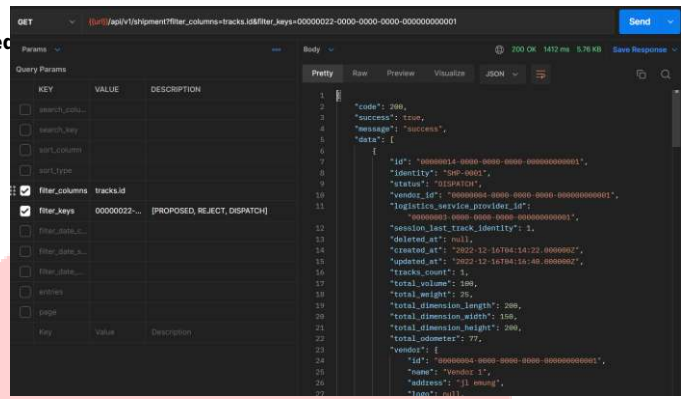 GET {{url}}/api/v1/shipment?filter_columns=tracks.id&filter_keys=00000022-0000-0000-0000-000000000001 Send
Params
Query Params
KEY VALUE DESCRIPTION
search_colu...
search_key
sort_column
sort_type
filter_columns tracks.id
filter_keys 00000022-... [PROPOSED, REJECT, DISPATCH]
filter_date_c...
filter_date_s...
filter_date_...
entries
page
Key Value Description
Body 200 OK 1412 ms 5.76 KB Save Response
Pretty Raw Preview Visualize JSON
1 {
2 "code": 200,
3 "success": true,
4 "message": "success",
5 "data": [
6 {
7 "id": "00000014-0000-0000-0000-000000000001",
8 "identity": "SHP-0001",
9 "status": "DISPATCH",
10 "vendor_id": "00000004-0000-0000-0000-000000000001",
11 "logistics_service_provider_id":
"00000003-0000-0000-0000-000000000001",
12 "session_last_track_identity": 1,
13 "deleted_at": null,
14 "created_at": "2022-12-16T04:14:22.000000Z",
15 "updated_at": "2022-12-16T04:16:40.000000Z",
16 "tracks_count": 1,
17 "total_volume": 100,
18 "total_weight": 25,
19 "total_dimension_length": 200,
20 "total_dimension_width": 150,
21 "total_dimension_height": 200,
22 "total_odometer": 77,
23 "vendor": {
24 "id": "00000004-0000-0000-0000-000000000001",
25 "name": "Vendor 1",
26 "address": "jl emung",
27 "logo": null,